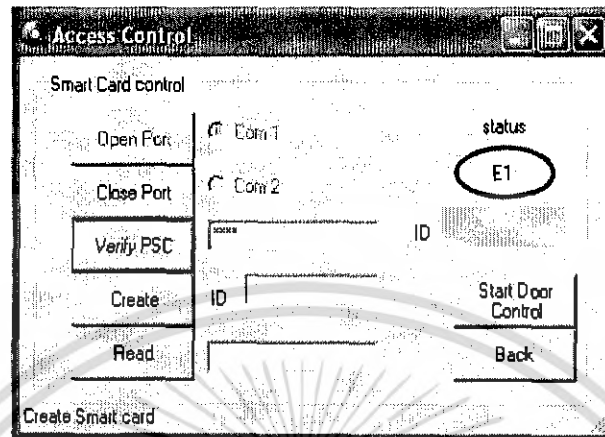 Access Control
Smart Card control
Open Port
Com 1
status
E1
Close Port
Com 2
Verify PSC
xxxx
ID
Create
ID
Start Door
Control
Read
Back
Create Smart card